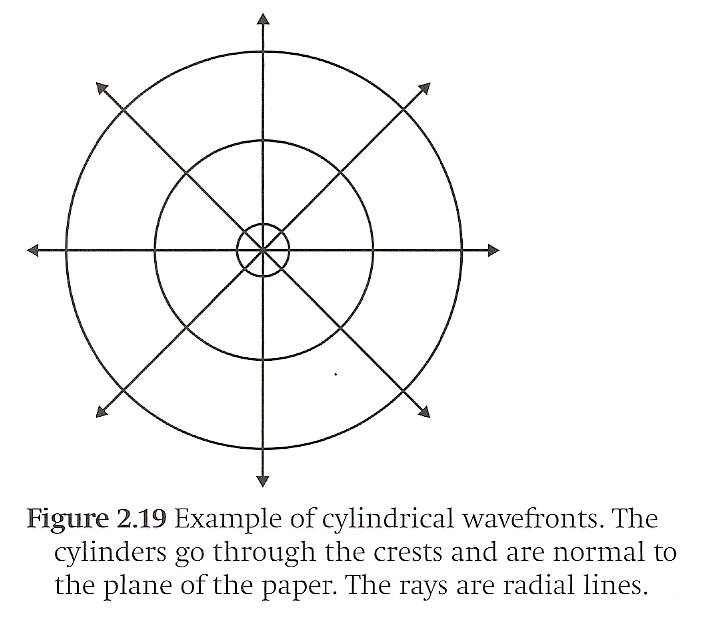 Figure 2.19 Example of cylindrical wavefronts. The
cylinders go through the crests and are normal to
the plane of the paper. The rays are radial lines.